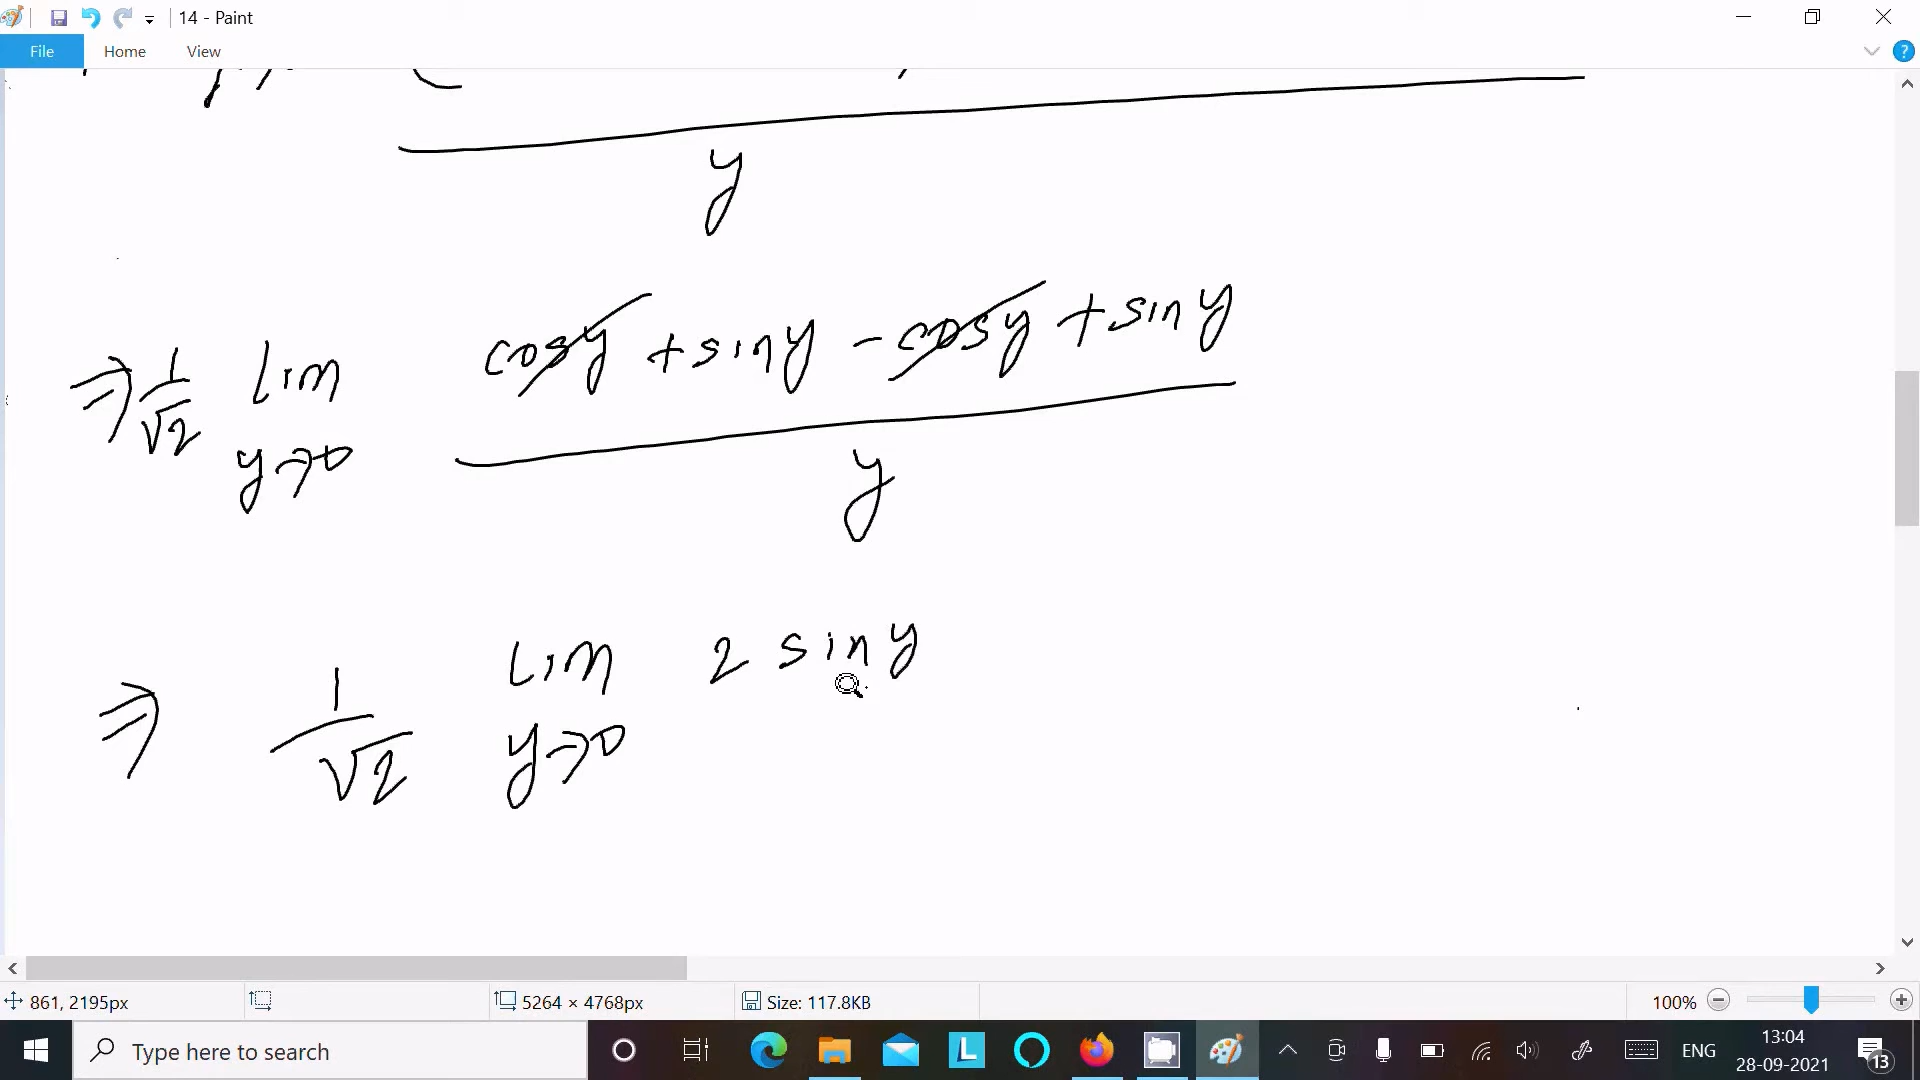 14 - Paint
File Home View
y
⇒ 1/√2 lim y→0 (cosy + siny - cosy + siny) / y
⇒ 1/√2 lim y→0 2 sin y
861, 2195px 5264 × 4768px Size: 117.8KB 100%
Type here to search L ENG 13:04
28-09-2021 13